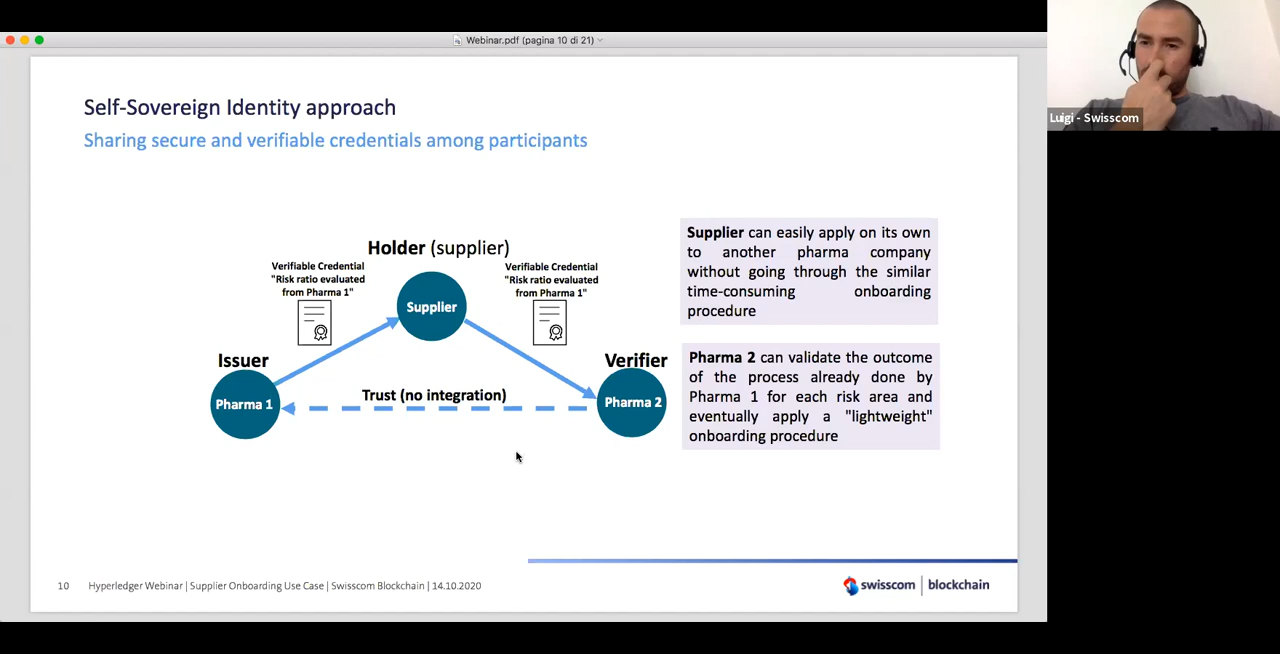 Webinar.pdf (pagina 10 di 21)
Luigi - Swisscom
Self-Sovereign Identity approach
Sharing secure and verifiable credentials among participants
Holder (supplier)
Verifiable Credential
"Risk ratio evaluated
from Pharma 1"
Verifiable Credential
"Risk ratio evaluated
from Pharma 1"
Supplier
Issuer
Pharma 1
Trust (no integration)
Verifier
Pharma 2
Supplier can easily apply on its own
to another pharma company
without going through the similar
time-consuming onboarding
procedure
Pharma 2 can validate the outcome
of the process already done by
Pharma 1 for each risk area and
eventually apply a "lightweight"
onboarding procedure
10 Hyperledger Webinar | Supplier Onboarding Use Case | Swisscom Blockchain | 14.10.2020
swisscom | blockchain